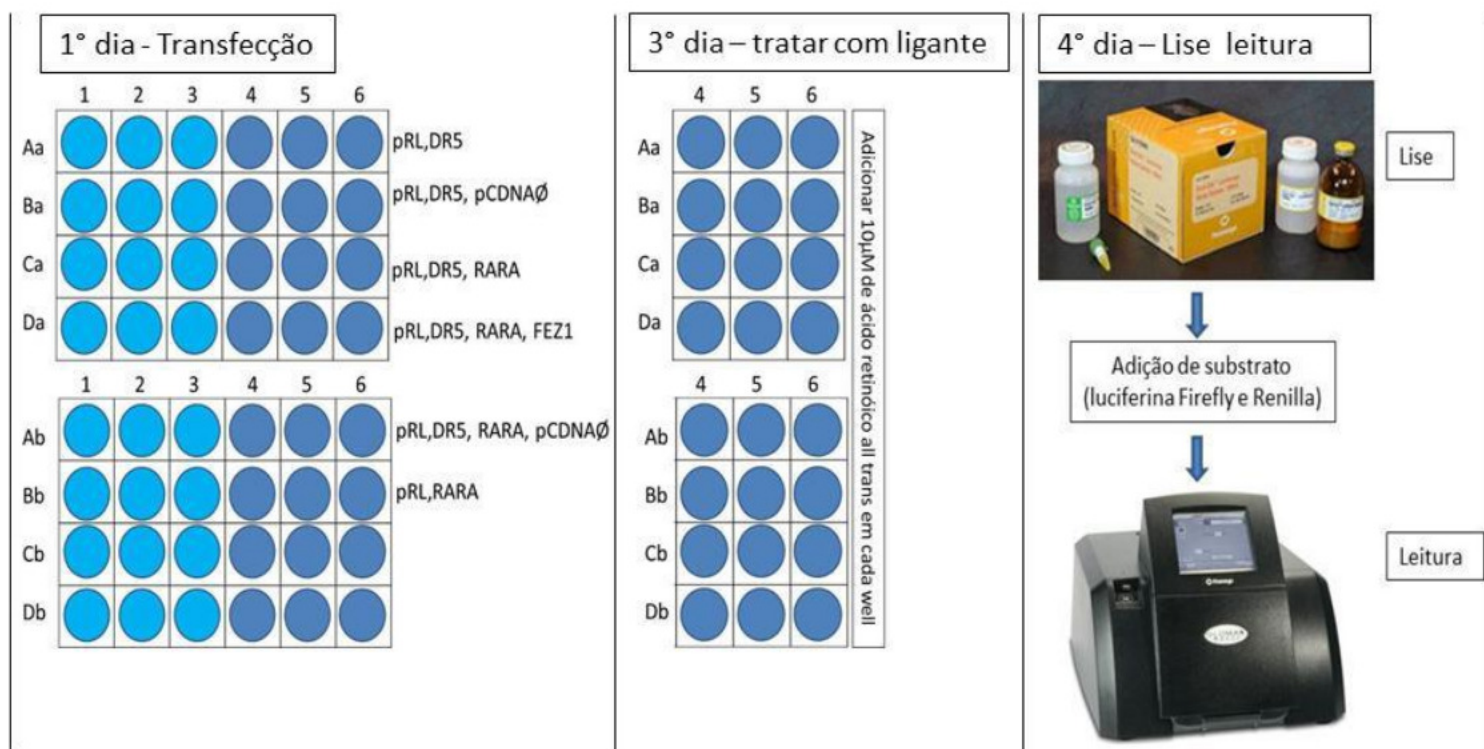 1° dia - Transfecção
1 2 3 4 5 6
Aa pRL,DR5
Ba pRL,DR5, pCDNAØ
Ca pRL,DR5, RARA
Da pRL,DR5, RARA, FEZ1
1 2 3 4 5 6
Ab pRL,DR5, RARA, pCDNAØ
Bb pRL,RARA
Cb
Db
3° dia – tratar com ligante
4 5 6
Aa
Ba
Ca
Da
4 5 6
Ab
Bb
Cb
Db
Adicionar 10µM de ácido retinóico all trans em cada well
4° dia – Lise leitura
Lise
Adição de substrato
(luciferina Firefly e Renilla)
Leitura